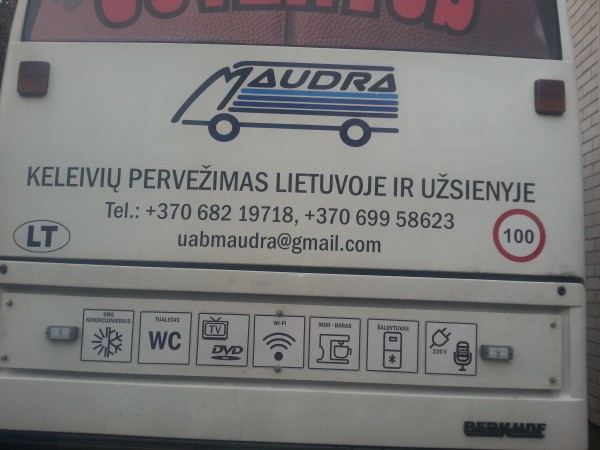 MAUDRA
KELEIVIŲ PERVEŽIMAS LIETUVOJE IR UŽSIENYJE
Tel.: +370 682 19718, +370 699 58623
LT
uabmaudra@gmail.com
100
ORO KONDICIONIERIUS
TUALETAS
WC
TV
DVD
WI-FI
MINI - BARAS
ŠALDYTUVAS
220 V
BERKHOF